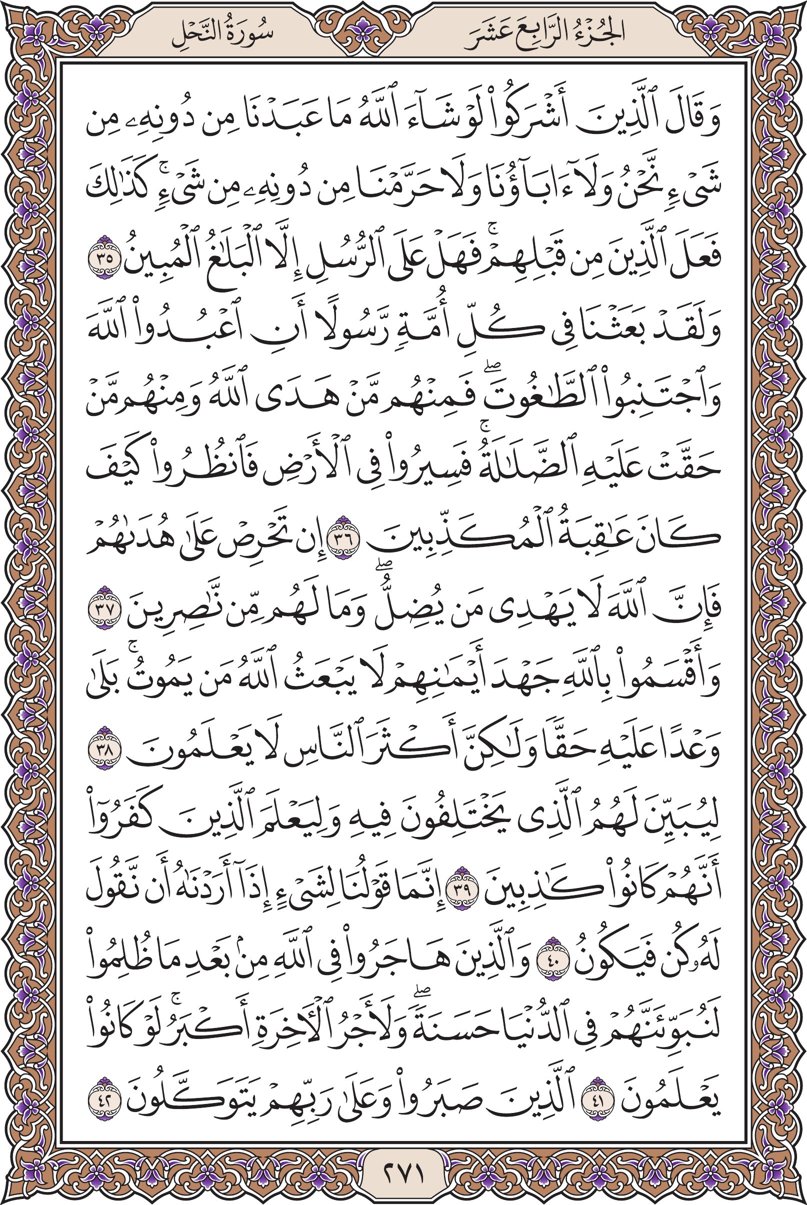 الجُزْءُ الرَّابِعَ عَشَرَ
سُورَةُ النَّحْلِ
وَقَالَ ٱلَّذِينَ أَشْرَكُوا۟ لَوْ شَآءَ ٱللَّهُ مَا عَبَدْنَا مِن دُونِهِۦ مِن
شَىْءٍ نَّحْنُ وَلَآ ءَابَآؤُنَا وَلَا حَرَّمْنَا مِن دُونِهِۦ مِن شَىْءٍ ۚ كَذَٰلِكَ
فَعَلَ ٱلَّذِينَ مِن قَبْلِهِمْ ۚ فَهَلْ عَلَى ٱلرُّسُلِ إِلَّا ٱلْبَلَٰغُ ٱلْمُبِينُ ٣٥
وَلَقَدْ بَعَثْنَا فِى كُلِّ أُمَّةٍ رَّسُولًا أَنِ ٱعْبُدُوا۟ ٱللَّهَ
وَٱجْتَنِبُوا۟ ٱلطَّٰغُوتَ ۖ فَمِنْهُم مَّنْ هَدَى ٱللَّهُ وَمِنْهُم مَّنْ
حَقَّتْ عَلَيْهِ ٱلضَّلَٰلَةُ ۚ فَسِيرُوا۟ فِى ٱلْأَرْضِ فَٱنظُرُوا۟ كَيْفَ
كَانَ عَٰقِبَةُ ٱلْمُكَذِّبِينَ ٣٦ إِن تَحْرِصْ عَلَىٰ هُدَىٰهُمْ
فَإِنَّ ٱللَّهَ لَا يَهْدِى مَن يُضِلُّ ۖ وَمَا لَهُم مِّن نَّٰصِرِينَ ٣٧
وَأَقْسَمُوا۟ بِٱللَّهِ جَهْدَ أَيْمَٰنِهِمْ لَا يَبْعَثُ ٱللَّهُ مَن يَمُوتُ ۚ بَلَىٰ
وَعْدًا عَلَيْهِ حَقًّا وَلَٰكِنَّ أَكْثَرَ ٱلنَّاسِ لَا يَعْلَمُونَ ٣٨
لِيُبَيِّنَ لَهُمُ ٱلَّذِى يَخْتَلِفُونَ فِيهِ وَلِيَعْلَمَ ٱلَّذِينَ كَفَرُوٓا۟
أَنَّهُمْ كَانُوا۟ كَٰذِبِينَ ٣٩ إِنَّمَا قَوْلُنَا لِشَىْءٍ إِذَآ أَرَدْنَٰهُ أَن نَّقُولَ
لَهُۥ كُن فَيَكُونُ ٤٠ وَٱلَّذِينَ هَاجَرُوا۟ فِى ٱللَّهِ مِنۢ بَعْدِ مَا ظُلِمُوا۟
لَنُبَوِّئَنَّهُمْ فِى ٱلدُّنْيَا حَسَنَةً ۖ وَلَأَجْرُ ٱلْءَاخِرَةِ أَكْبَرُ ۚ لَوْ كَانُوا۟
يَعْلَمُونَ ٤١ ٱلَّذِينَ صَبَرُوا۟ وَعَلَىٰ رَبِّهِمْ يَتَوَكَّلُونَ ٤٢
٢٧١